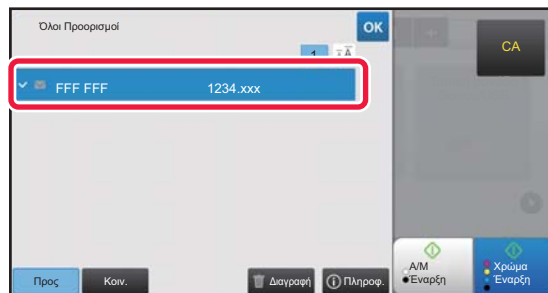 Όλοι Προορισμοί
OK
CA
1
FFF FFF 1234.xxx
Προς
Κοιν.
Διαγραφή
Πληροφ.
Α/Μ
Έναρξη
Χρώμα
Έναρξη